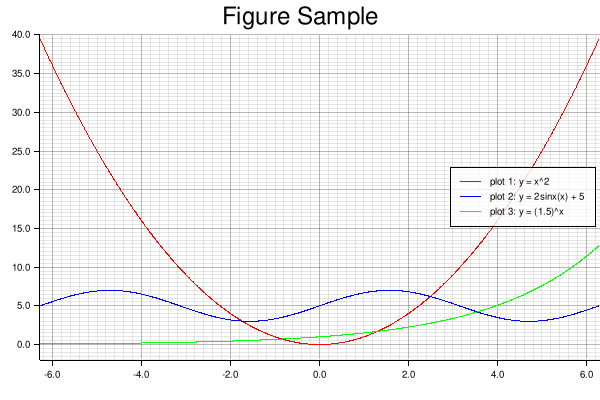 Figure Sample
40.0
35.0
30.0
25.0
20.0
15.0
10.0
5.0
0.0
plot 1: y = x^2
plot 2: y = 2sinx(x) + 5
plot 3: y = (1.5)^x
-6.0 -4.0 -2.0 0.0 2.0 4.0 6.0